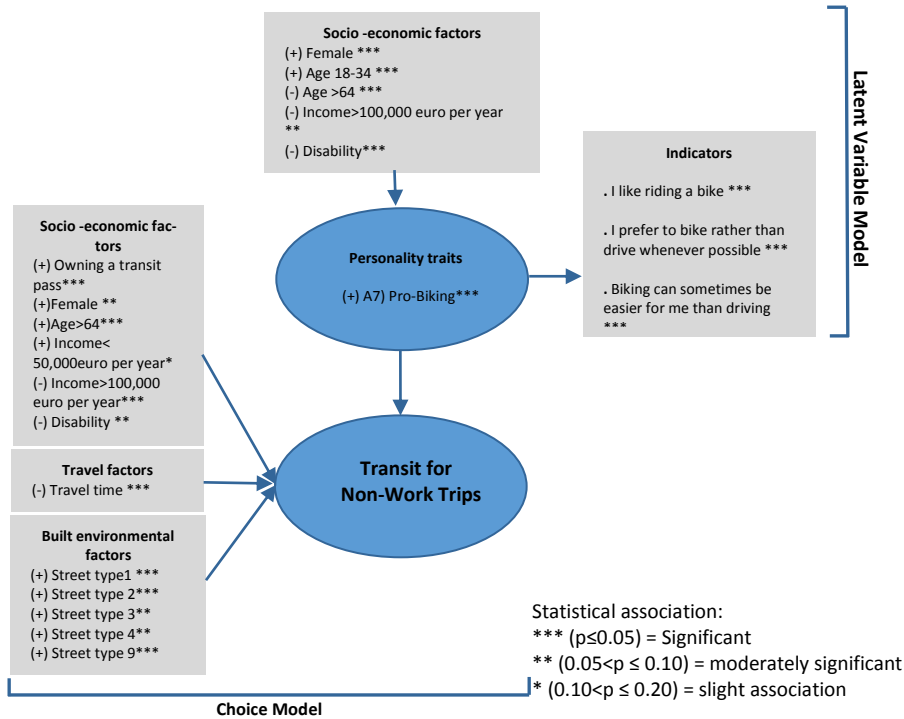 Socio -economic factors
(+) Female ***
(+) Age 18-34 ***
(-) Age >64 ***
(-) Income>100,000 euro per year
**
(-) Disability***
Latent Variable Model
Indicators
. I like riding a bike ***
. I prefer to bike rather than
drive whenever possible ***
. Biking can sometimes be
easier for me than driving
***
Personality traits
(+) A7) Pro-Biking***
Socio -economic fac-
tors
(+) Owning a transit
pass***
(+)Female **
(+)Age>64***
(+) Income<
50,000euro per year*
(-) Income>100,000
euro per year***
(-) Disability **
Travel factors
(-) Travel time ***
Built environmental
factors
(+) Street type1 ***
(+) Street type 2***
(+) Street type 3**
(+) Street type 4**
(+) Street type 9***
Transit for
Non-Work Trips
Statistical association:
*** (p≤0.05) = Significant
** (0.05<p ≤ 0.10) = moderately significant
* (0.10<p ≤ 0.20) = slight association
Choice Model